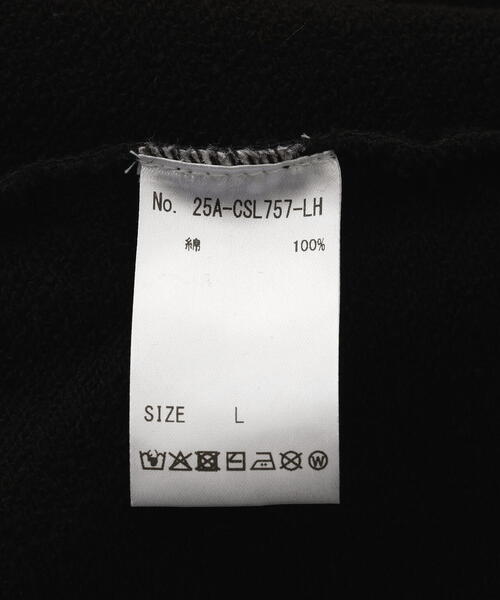 No. 25A-CSL757-LH
綿 100%
SIZE L
W